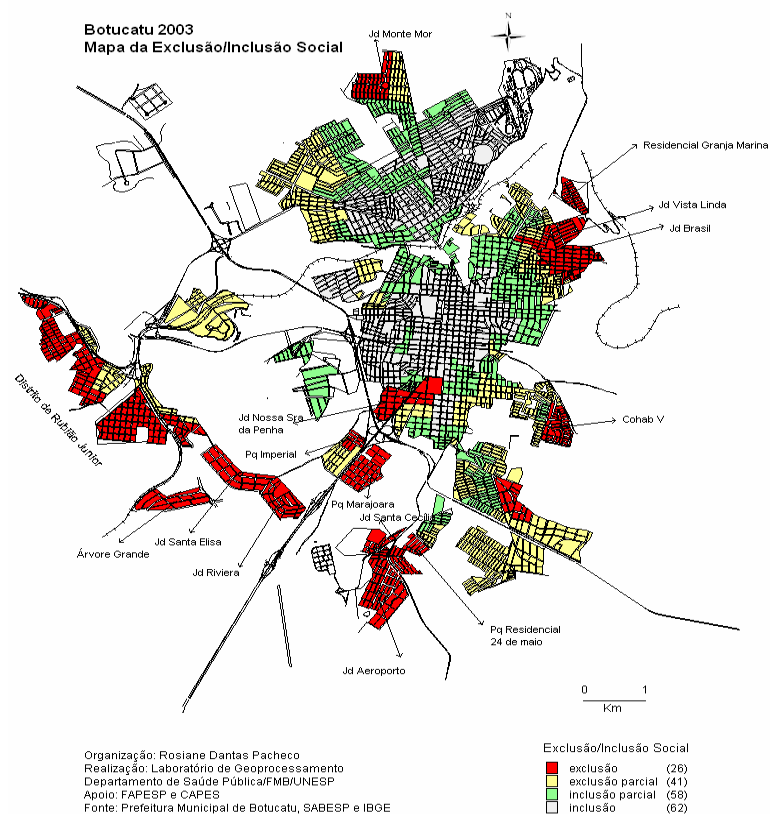 Botucatu 2003
Mapa da Exclusão/Inclusão Social
N
Jd Monte Mor
Residencial Granja Marina
Jd Vista Linda
Jd Brasil
Distrito de Rubião Junior
Jd Nossa Sra
da Penha
Cohab V
Pq Imperial
Pq Marajoara
Jd Santa Cecília
Jd Santa Elisa
Árvore Grande
Jd Riviera
Pq Residencial
24 de maio
Jd Aeroporto
0 1
Km
Exclusão/Inclusão Social
exclusão (26)
exclusão parcial (41)
inclusão parcial (58)
inclusão (62)
Organização: Rosiane Dantas Pacheco
Realização: Laboratório de Geoprocessamento
Departamento de Saúde Pública/FMB/UNESP
Apoio: FAPESP e CAPES
Fonte: Prefeitura Municipal de Botucatu, SABESP e IBGE